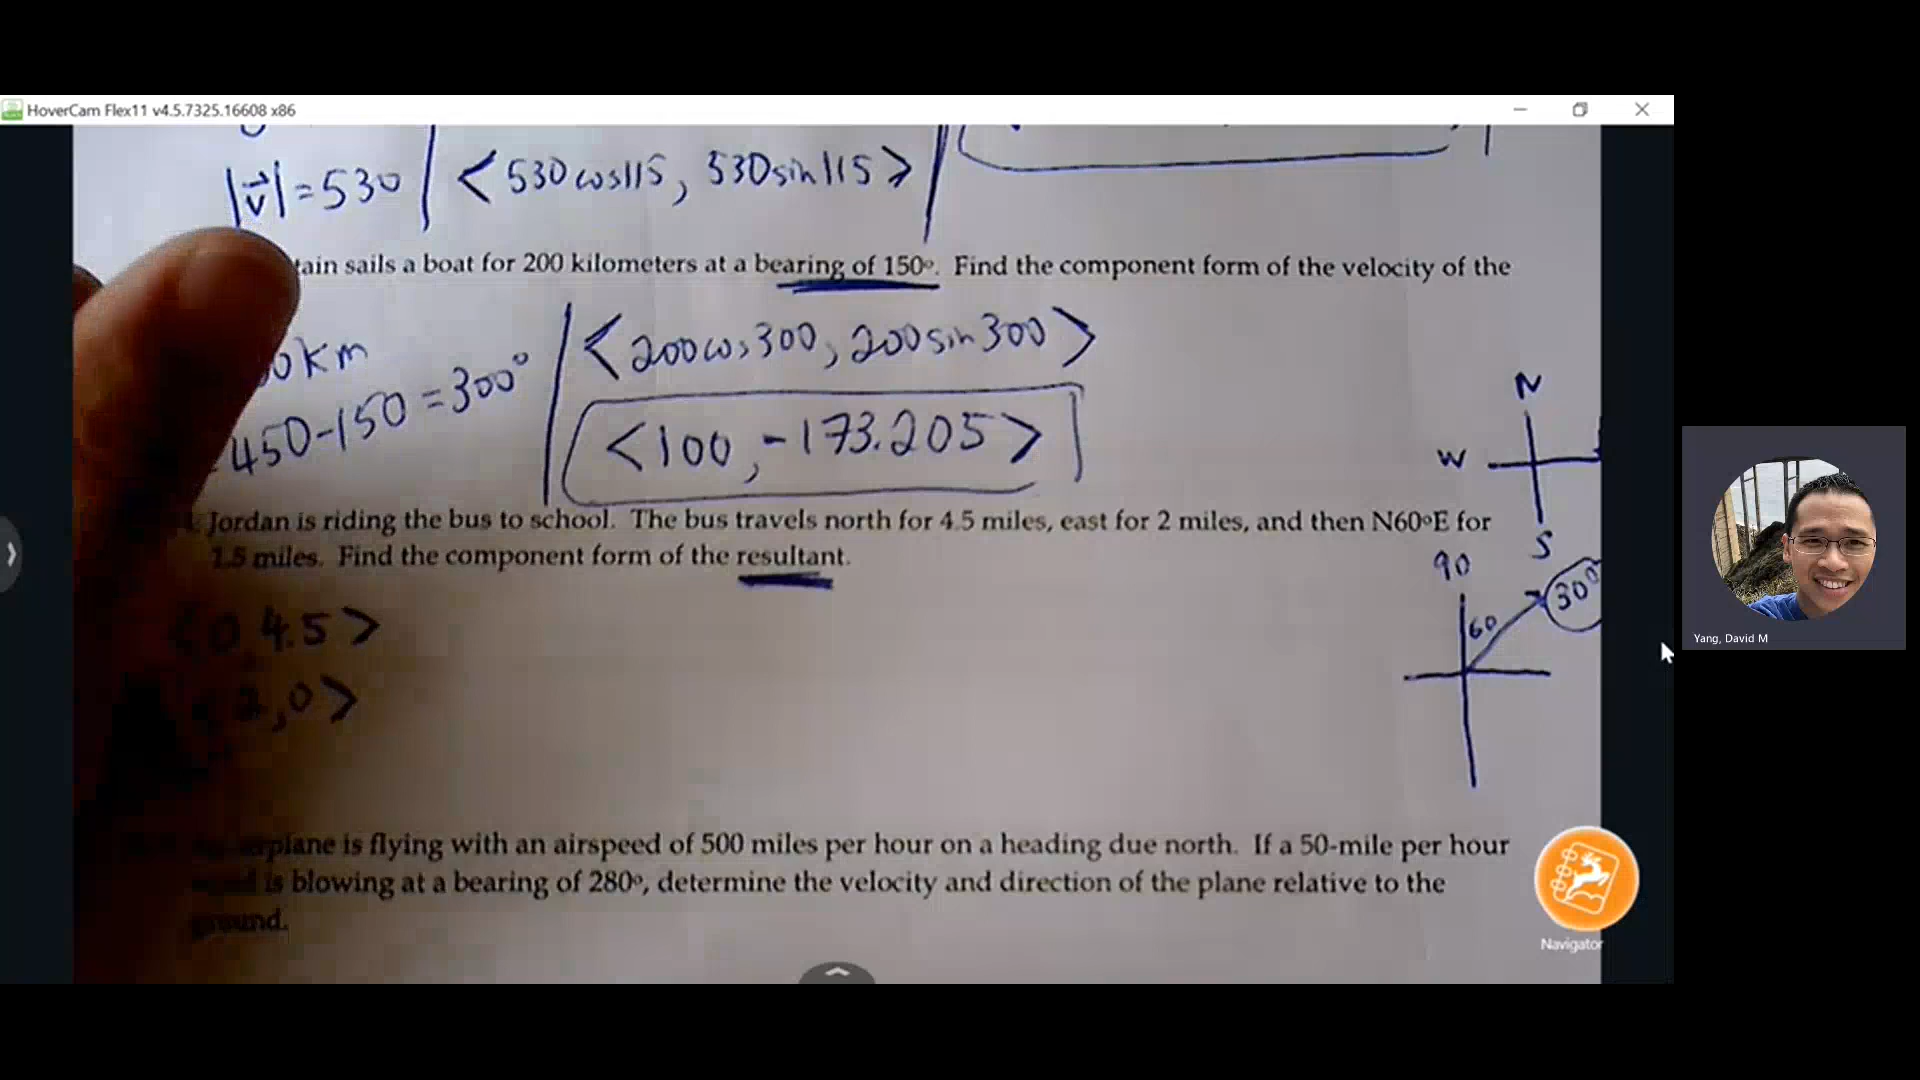 HoverCam Flex11 v4.5.7325.16608 x86
|v| = 530 | <530cos115, 530sin115> |
tain sails a boat for 200 kilometers at a bearing of 150°. Find the component form of the velocity of the
0km
450-150 = 300°
<200cos300, 200sin300>
<100, -173.205>
N
W
S
Jordan is riding the bus to school. The bus travels north for 4.5 miles, east for 2 miles, and then N60°E for
1.5 miles. Find the component form of the resultant.
90
60
30°
<0, 4.5>
2,0>
plane is flying with an airspeed of 500 miles per hour on a heading due north. If a 50-mile per hour
is blowing at a bearing of 280°, determine the velocity and direction of the plane relative to the
ground.
Navigator
Yang, David M